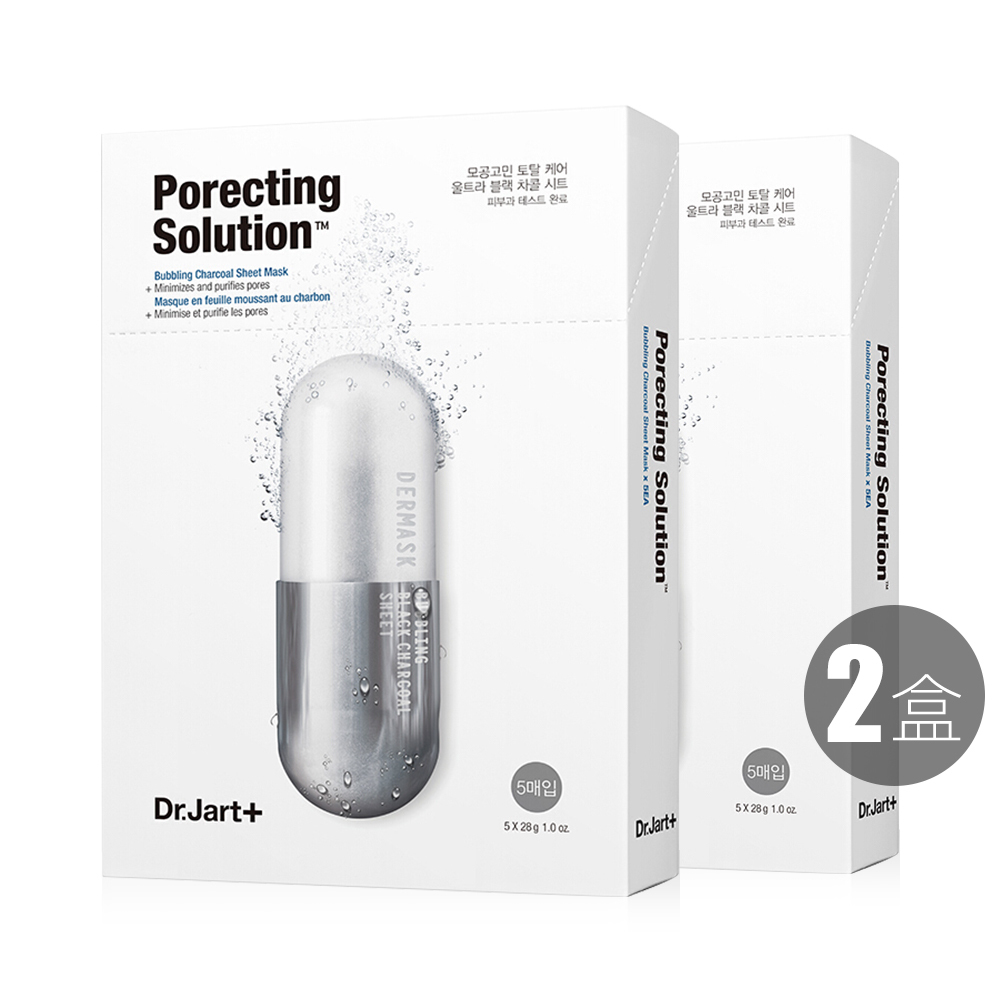 Porecting
Solution™
Bubbling Charcoal Sheet Mask
+ Minimizes and purifies pores
Masque en feuille moussant au charbon
+ Minimise et purifie les pores
모공고민 토탈 케어
울트라 블랙 차콜 시트
피부과 테스트 완료
DERMASK
BUBBLING
BLACK CHARCOAL
SHEET
Dr.Jart+
5매입
5 X 28g 1.0 oz.
Porecting Solution™
Bubbling Charcoal Sheet Mask x 5EA
Dr.Jart+
모공고민 토탈 케어
울트라 블랙 차콜 시트
피부과 테스트 완료
5매입
5 X 28g 1.0 oz.
Porecting Solution™
Bubbling Charcoal Sheet Mask x 5EA
Dr.Jart+
2盒